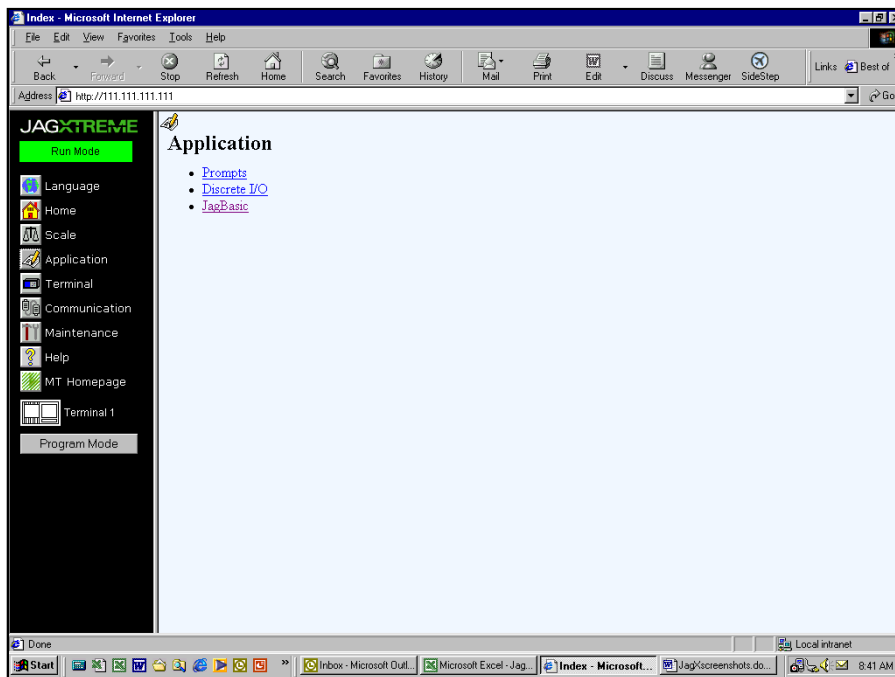 Index - Microsoft Internet Explorer
File Edit View Favorites Tools Help
Back Forward Stop Refresh Home Search Favorites History Mail Print Edit Discuss Messenger SideStep Links Best of
Address http://111.111.111.111 Go
JAGXTREME
Run Mode
Language
Home
Scale
Application
Terminal
Communication
Maintenance
Help
MT Homepage
Terminal 1
Program Mode
Application
• Prompts
• Discrete I/O
• JagBasic
Done Local intranet
Start » Inbox - Microsoft Outl... Microsoft Excel - Jag... Index - Microsoft... JagXscreenshots.do... 8:41 AM